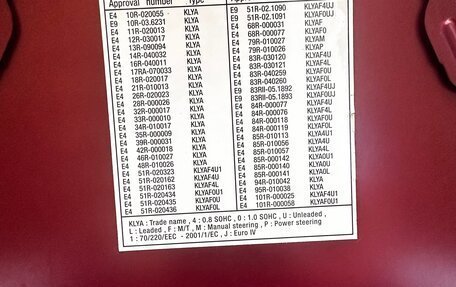 Approval number Type
E4 10R-020055 KLYA
E9 10R-03.6231 KLYA
E4 11R-020013 KLYA
E4 12R-030017 KLYA
E4 13R-090094 KLYA
E4 14R-040032 KLYA
E4 16R-040011 KLYA
E4 17RA-070033 KLYA
E4 18R-020017 KLYA
E4 21R-010013 KLYA
E4 26R-020023 KLYA
E4 28R-000026 KLYA
E4 32R-000017 KLYA
E4 33R-000010 KLYA
E4 34R-010017 KLYA
E4 35R-000009 KLYA
E4 39R-000031 KLYA
E4 42R-000018 KLYA
E4 46R-010027 KLYA
E4 48R-010026 KLYA
E4 51R-020323 KLYAF4U1
E4 51R-020162 KLYAF4U
E4 51R-020163 KLYAF4L
E4 51R-020434 KLYAF0U1
E4 51R-020435 KLYAF0U
E4 51R-020436 KLYAF0L
E9 51R-02.1090 KLYAF4UJ
E9 51R-02.1091 KLYAF0UJ
E4 68R-000031 KLYAF4
E4 68R-000077 KLYAF0
E4 79R-010027 KLYAM
E4 79R-010026 KLYAP
E4 83R-030131 KLYAF4U
E4 83R-030121 KLYAF4L
E4 83R-040259 KLYAF0U
E4 83R-040260 KLYAF0L
E9 83RII-05.1892 KLYAF4UJ
E9 83RII-05.1893 KLYAF0UJ
E4 84R-000077 KLYAF4U
E4 84R-000076 KLYAF4L
E4 84R-000118 KLYAF0U
E4 84R-000119 KLYAF0L
E4 85R-010113 KLYA4U1
E4 85R-010057 KLYA4U
E4 85R-010056 KLYA4L
E4 85R-000057 KLYA0U1
E4 85R-000058 KLYA0U
E4 85R-000081 KLYA0L
E4 94R-010042 KLYA
E4 95R-010038 KLYA
E4 101R-000025 KLYAF4U1
E4 101R-000058 KLYAF0U1
KLYA : Trade name , 4 : 0.8 SOHC , 0 : 1.0 SOHC , U : Unleaded ,
L : Leaded , F : M/T , M : Manual steering , P : Power steering
1 : 70/220/EEC - 2001/1/EC , J : Euro IV